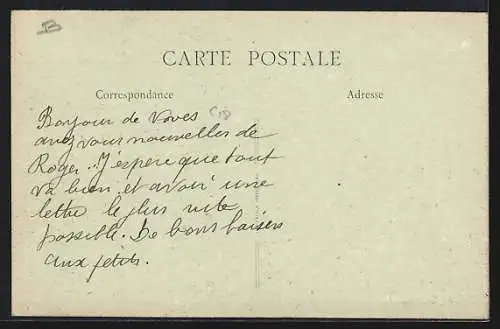 B
CARTE POSTALE
Correspondance
Adresse
Bonjour de Voves
avez vous nouvelles de
Roger. J'espere que tout
va bien et avoir une
lettre le plus vite
possible. De bons baisers
aux petits.